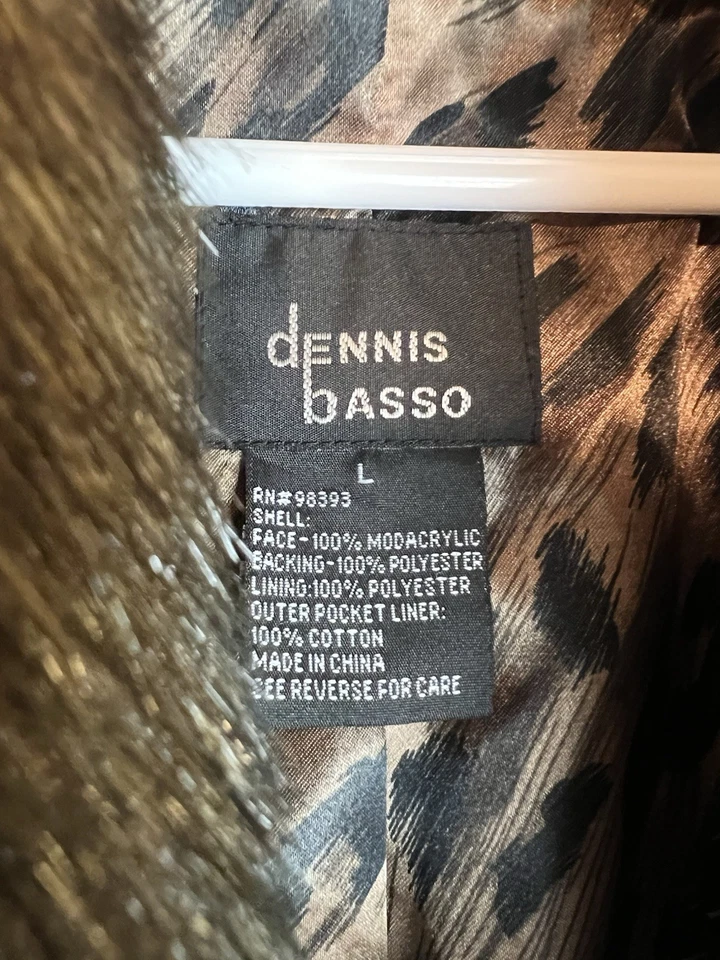 dENNIS
bASSO
L
RN#98393
SHELL:
FACE-100% MODACRYLIC
BACKING-100% POLYESTER
LINING:100% POLYESTER
OUTER POCKET LINER:
100% COTTON
MADE IN CHINA
SEE REVERSE FOR CARE